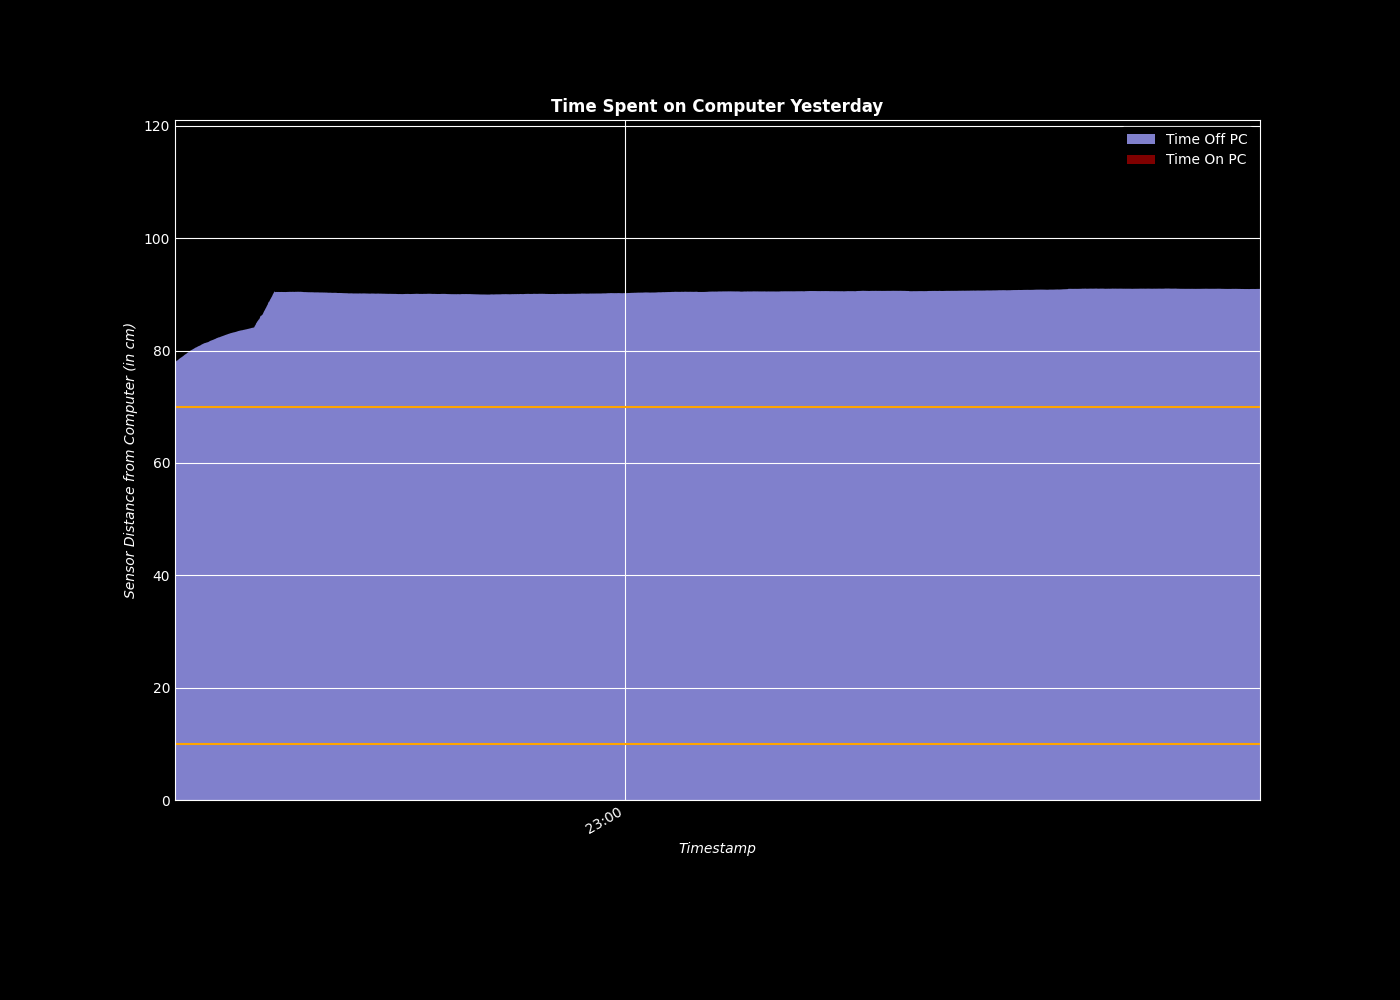 Time Spent on Computer Yesterday
120
100
80
60
40
20
0
Sensor Distance from Computer (in cm)
Time Off PC
Time On PC
23:00
Timestamp